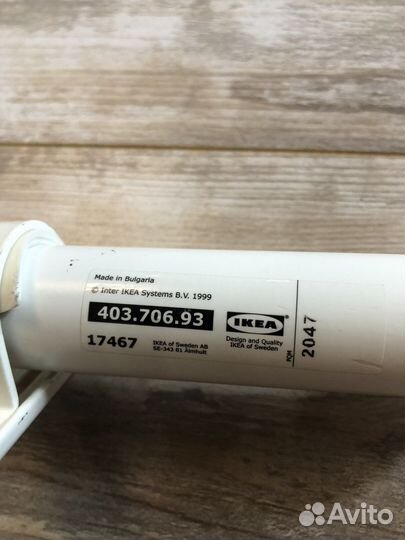 Made in Bulgaria
© Inter IKEA Systems B.V. 1999
403.706.93
17467
IKEA of Sweden AB
SE-343 81 Älmhult
IKEA
Design and Quality
IKEA of Sweden
PQM
2047
Avito